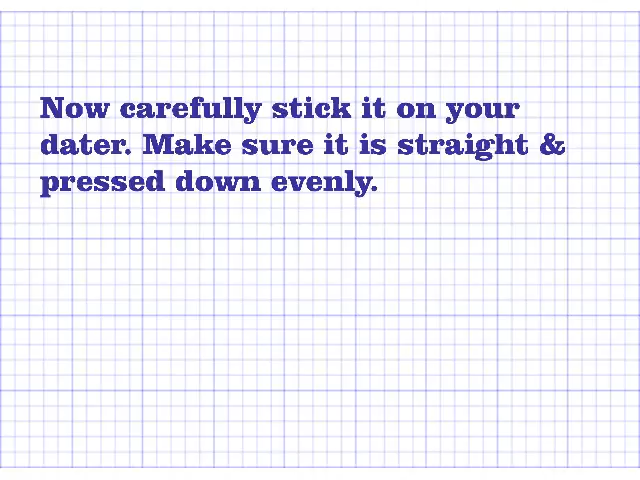 Now carefully stick it on your
dater. Make sure it is straight &
pressed down evenly.